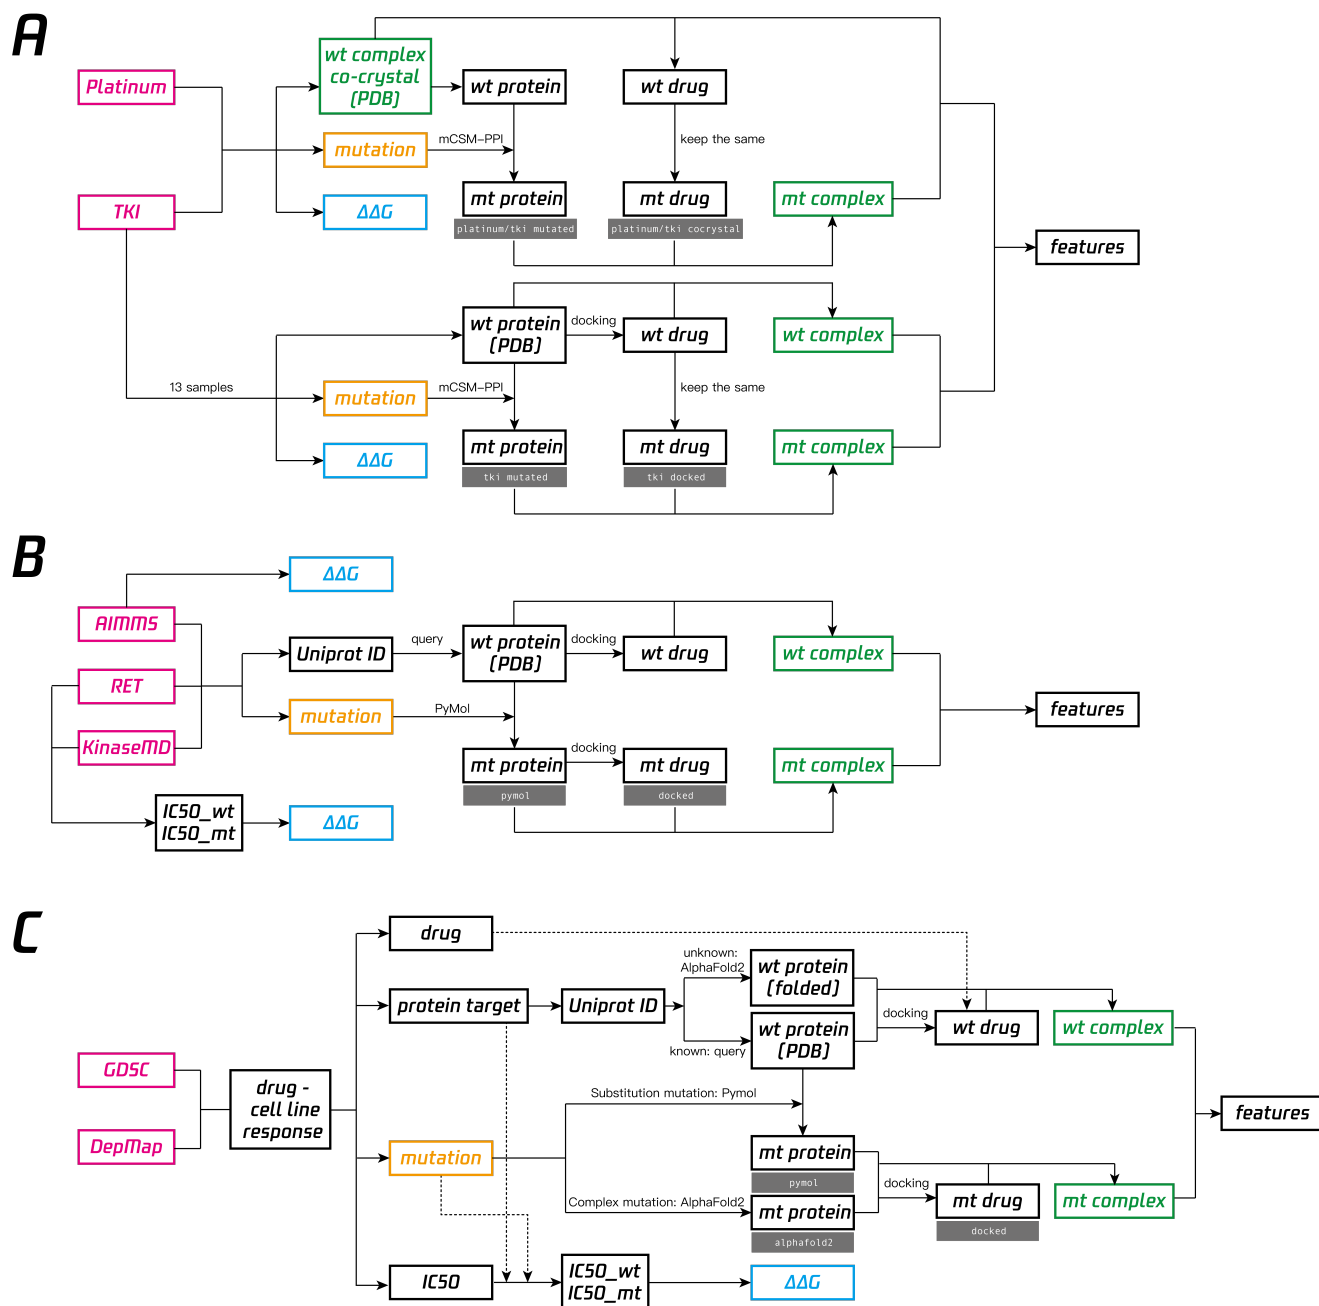 A
wt complex
co-crystal
(PDB)
Platinum
wt protein
wt drug
mutation
mCSM-PPI
keep the same
TKI
ΔΔG
mt protein
platinum/tki mutated
mt drug
platinum/tki cocrystal
mt complex
features
wt protein
(PDB)
docking
wt drug
wt complex
13 samples
mutation
mCSM-PPI
keep the same
ΔΔG
mt protein
tki mutated
mt drug
tki docked
mt complex
B
ΔΔG
AIMMS
Uniprot ID
query
wt protein
(PDB)
docking
wt drug
wt complex
RET
mutation
PyMol
features
KinaseMD
mt protein
pymol
docking
mt drug
docked
mt complex
IC50_wt
IC50_mt
ΔΔG
C
drug
unknown:
AlphaFold2
wt protein
(folded)
protein target
Uniprot ID
docking
wt drug
wt complex
known: query
wt protein
(PDB)
GDSC
drug -
cell line
response
Substitution mutation: Pymol
features
DepMap
mutation
mt protein
pymol
docking
Complex mutation: AlphaFold2
mt protein
alphafold2
mt drug
docked
mt complex
IC50
IC50_wt
IC50_mt
ΔΔG